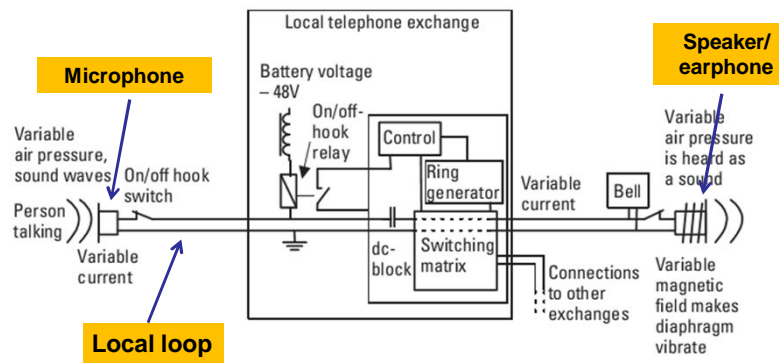 Local telephone exchange
Microphone
Speaker/
earphone
Battery voltage
– 48V
On/off-
hook
relay
Control
Ring
generator
Variable
air pressure,
sound waves
On/off hook
switch
Person
talking
Variable
current
Local loop
dc-
block
Switching
matrix
Variable
current
Bell
Variable
air pressure
is heard as
a sound
Connections
to other
exchanges
Variable
magnetic
field makes
diaphragm
vibrate